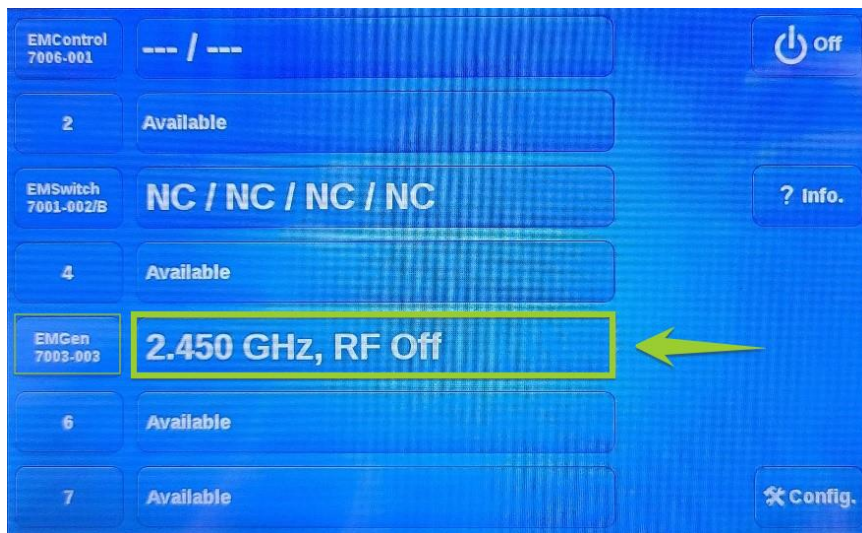 EMControl
7006-001
--- / ---
Off
2
Available
EMSwitch
7001-002/B
NC / NC / NC / NC
? Info.
4
Available
EMGen
7003-003
2.450 GHz, RF Off
6
Available
7
Available
Config.